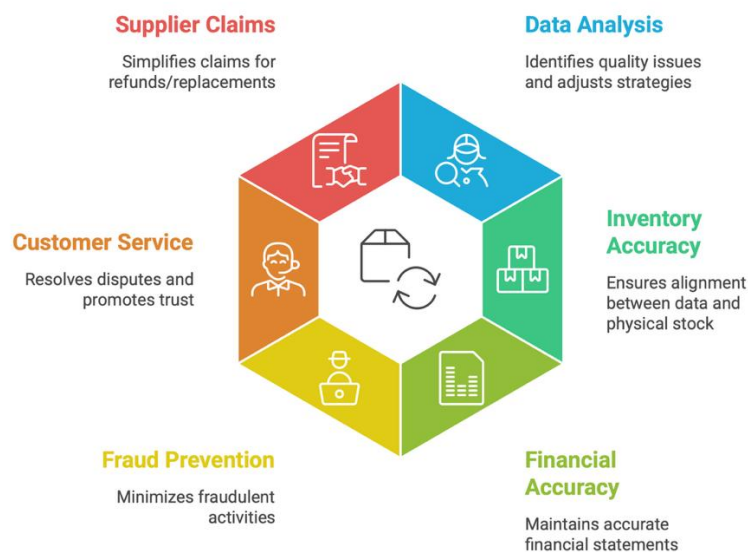 Supplier Claims
Simplifies claims for
refunds/replacements
Data Analysis
Identifies quality issues
and adjusts strategies
Customer Service
Resolves disputes and
promotes trust
Inventory
Accuracy
Ensures alignment
between data and
physical stock
Fraud Prevention
Minimizes fraudulent
activities
Financial
Accuracy
Maintains accurate
financial statements